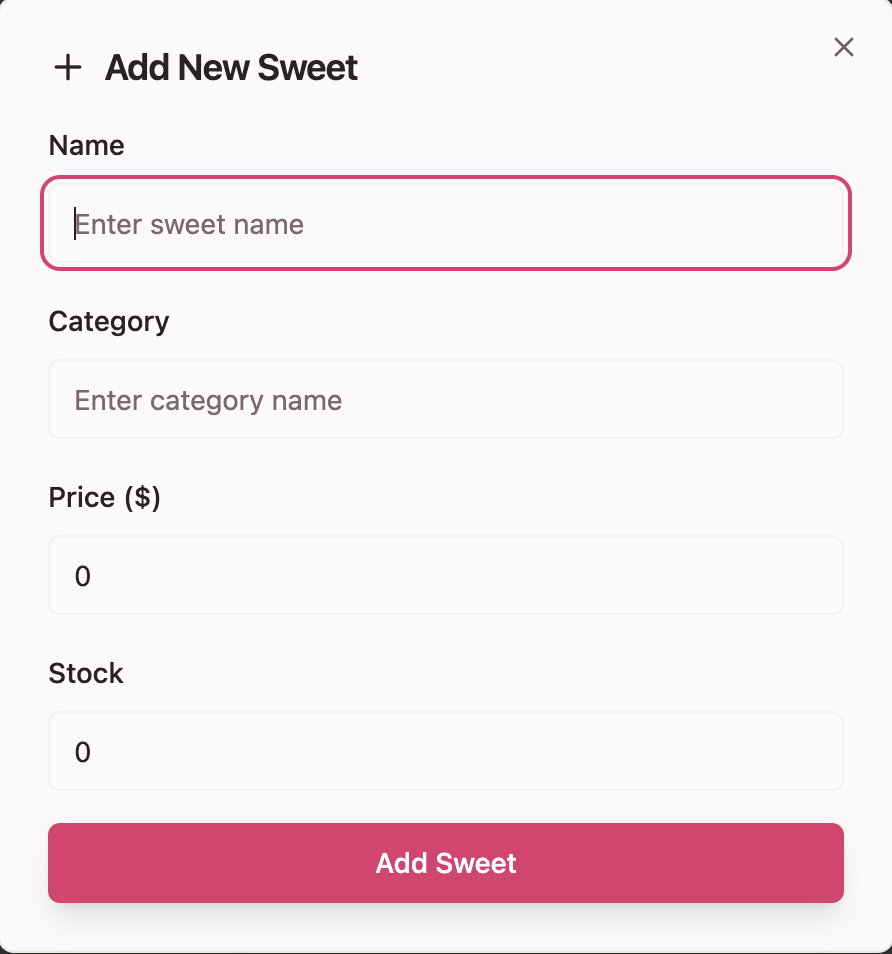 Add New Sweet
Name
Enter sweet name
Category
Enter category name
Price ($)
0
Stock
0
Add Sweet